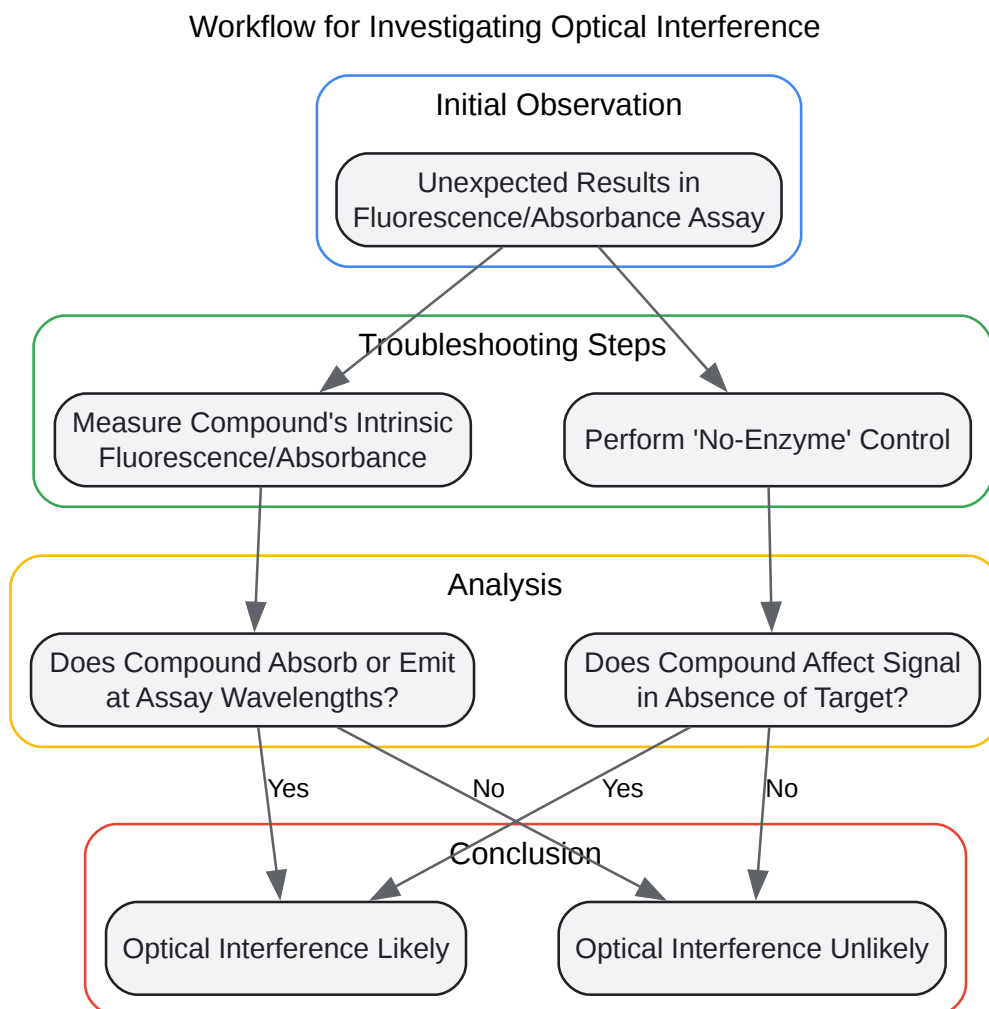 Workflow for Investigating Optical Interference
Initial Observation
Unexpected Results in
Fluorescence/Absorbance Assay
Troubleshooting Steps
Measure Compound's Intrinsic
Fluorescence/Absorbance
Perform 'No-Enzyme' Control
Analysis
Does Compound Absorb or Emit
at Assay Wavelengths?
Does Compound Affect Signal
in Absence of Target?
Yes
No
Yes
No
Conclusion
Optical Interference Likely
Optical Interference Unlikely